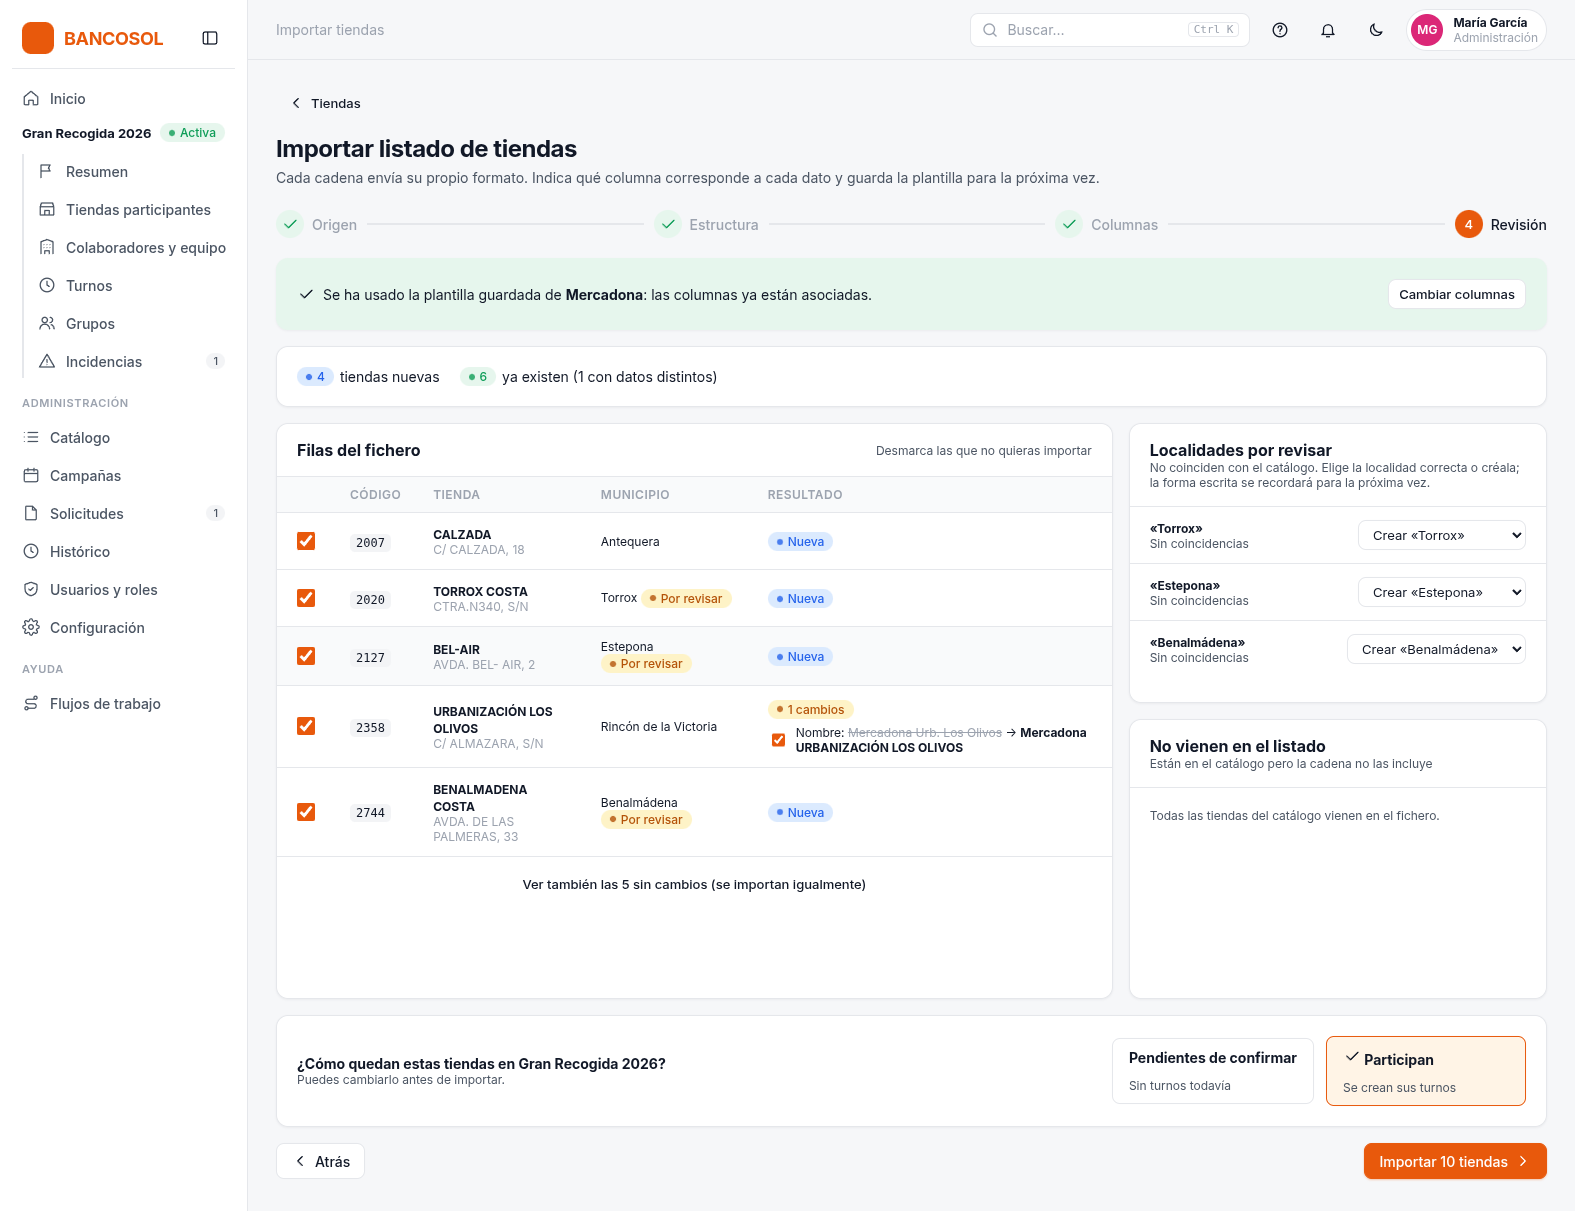 BANCOSOL
Importar tiendas
Buscar...
Ctrl K
MG
María García
Administración
Inicio
Gran Recogida 2026
Activa
Resumen
Tiendas participantes
Colaboradores y equipo
Turnos
Grupos
Incidencias
1
ADMINISTRACIÓN
Catálogo
Campañas
Solicitudes
1
Histórico
Usuarios y roles
Configuración
AYUDA
Flujos de trabajo
Tiendas
Importar listado de tiendas
Cada cadena envía su propio formato. Indica qué columna corresponde a cada dato y guarda la plantilla para la próxima vez.
Origen
Estructura
Columnas
4
Revisión
Se ha usado la plantilla guardada de Mercadona: las columnas ya están asociadas.
Cambiar columnas
4 tiendas nuevas
6 ya existen (1 con datos distintos)
Filas del fichero
Desmarca las que no quieras importar
CÓDIGO TIENDA MUNICIPIO RESULTADO
2007
CALZADA
C/ CALZADA, 18
Antequera
Nueva
2020
TORROX COSTA
CTRA.N340, S/N
Torrox Por revisar
Nueva
2127
BEL-AIR
AVDA. BEL- AIR, 2
Estepona
Por revisar
Nueva
2358
URBANIZACIÓN LOS
OLIVOS
C/ ALMAZARA, S/N
Rincón de la Victoria
1 cambios
Nombre: Mercadona Urb. Los Olivos → Mercadona
URBANIZACIÓN LOS OLIVOS
2744
BENALMADENA
COSTA
AVDA. DE LAS
PALMERAS, 33
Benalmádena
Por revisar
Nueva
Ver también las 5 sin cambios (se importan igualmente)
Localidades por revisar
No coinciden con el catálogo. Elige la localidad correcta o créala;
la forma escrita se recordará para la próxima vez.
«Torrox»
Sin coincidencias
Crear «Torrox»
«Estepona»
Sin coincidencias
Crear «Estepona»
«Benalmádena»
Sin coincidencias
Crear «Benalmádena»
No vienen en el listado
Están en el catálogo pero la cadena no las incluye
Todas las tiendas del catálogo vienen en el fichero.
¿Cómo quedan estas tiendas en Gran Recogida 2026?
Puedes cambiarlo antes de importar.
Pendientes de confirmar
Sin turnos todavía
Participan
Se crean sus turnos
Atrás
Importar 10 tiendas